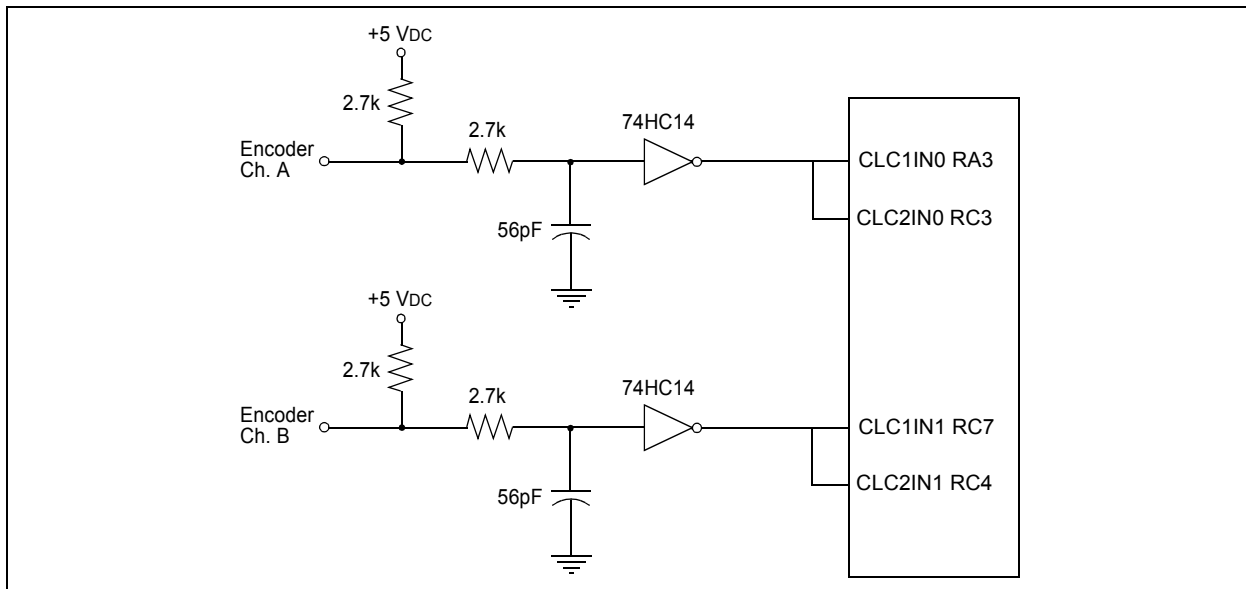 +5 VDC
2.7k
2.7k
74HC14
Encoder
Ch. A
CLC1IN0 RA3
CLC2IN0 RC3
56pF
+5 VDC
2.7k
2.7k
74HC14
Encoder
Ch. B
CLC1IN1 RC7
CLC2IN1 RC4
56pF